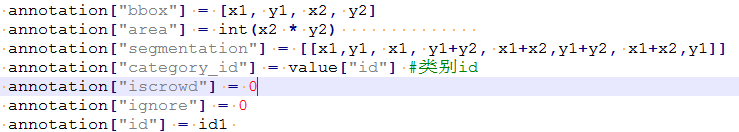 annotation["bbox"] = [x1, y1, x2, y2]
annotation["area"] = int(x2 * y2)
annotation["segmentation"] = [[x1,y1, x1, y1+y2, x1+x2,y1+y2, x1+x2,y1]]
annotation["category_id"] = value["id"] #类别id
annotation["iscrowd"] = 0
annotation["ignore"] = 0
annotation["id"] = id1